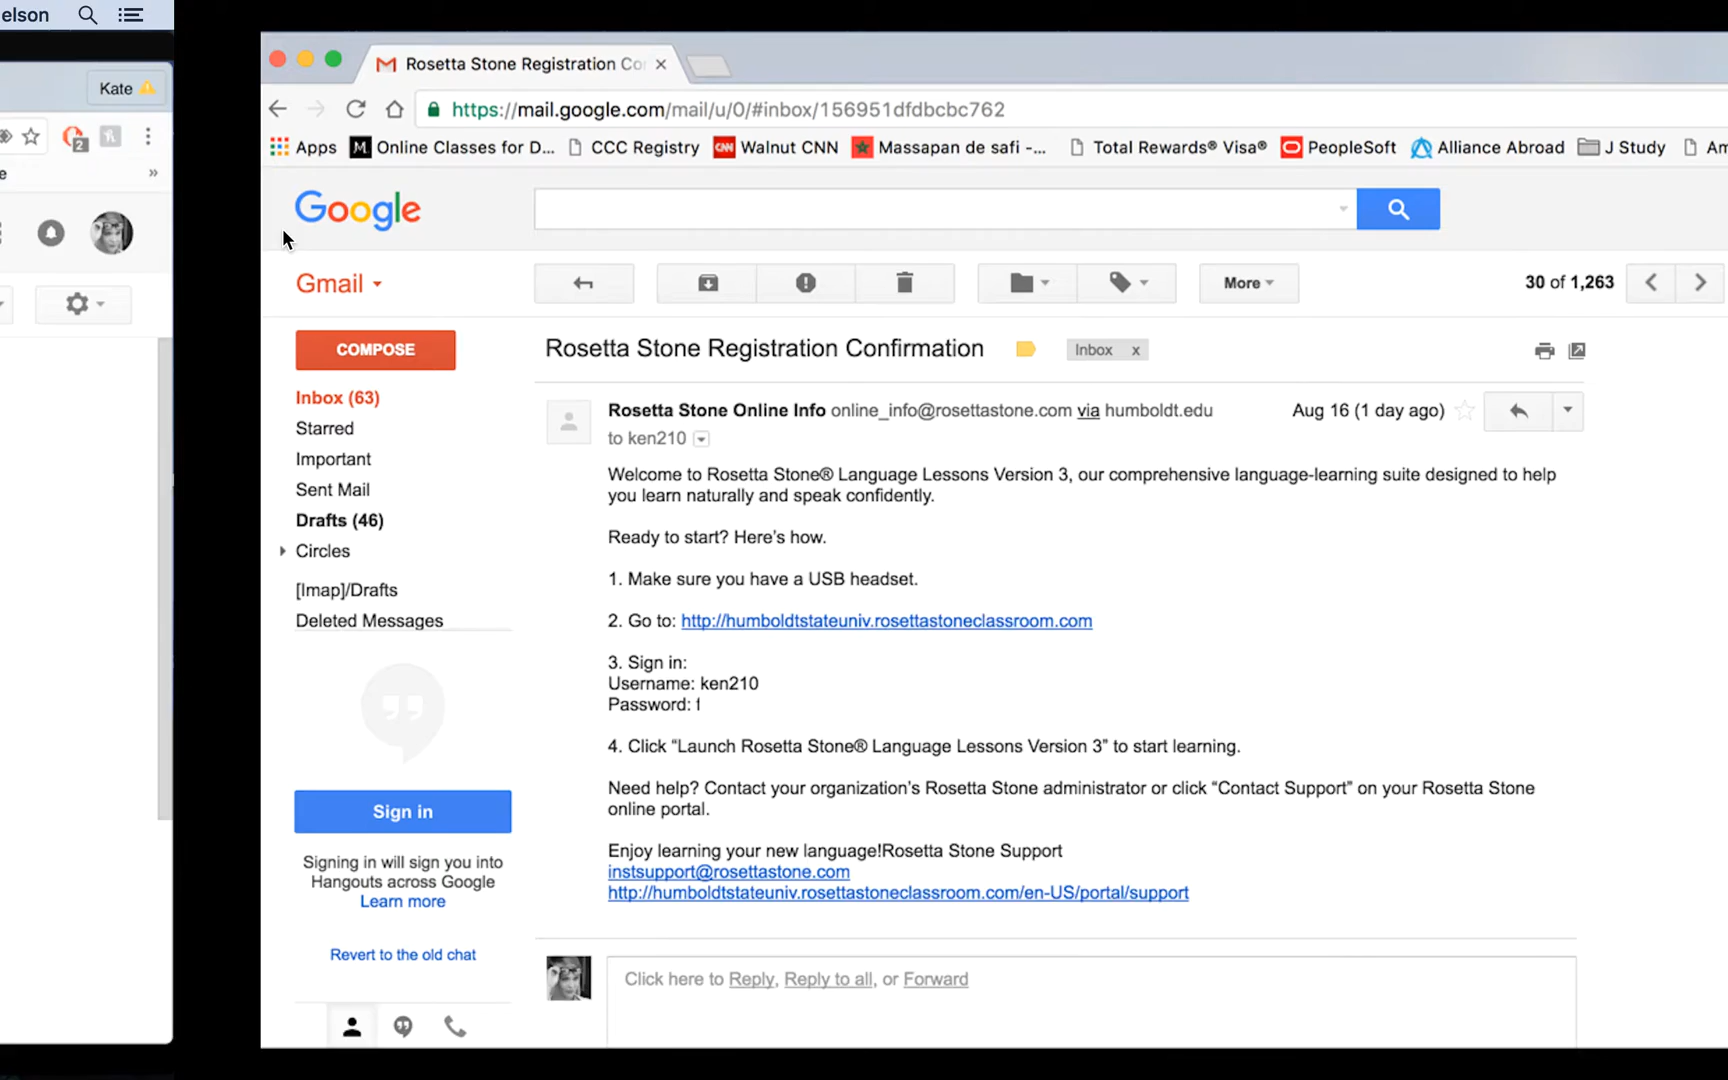 elson
Kate
2
e
»
Rosetta Stone Registration Co
https://mail.google.com/mail/u/0/#inbox/156951dfdbcbc762
Apps
M
Online Classes for D...
CCC Registry
CNN
Walnut CNN
Massapan de safi -...
Total Rewards® Visa®
PeopleSoft
Alliance Abroad
J Study
Am
Google
Gmail
More
30 of 1,263
COMPOSE
Inbox (63)
Starred
Important
Sent Mail
Drafts (46)
Circles
[Imap]/Drafts
Deleted Messages
Sign in
Signing in will sign you into
Hangouts across Google
Learn more
Revert to the old chat
Rosetta Stone Registration Confirmation
Inbox x
Rosetta Stone Online Info online_info@rosettastone.com via humboldt.edu
Aug 16 (1 day ago)
to ken210
Welcome to Rosetta Stone® Language Lessons Version 3, our comprehensive language-learning suite designed to help
you learn naturally and speak confidently.
Ready to start? Here's how.
1. Make sure you have a USB headset.
2. Go to: http://humboldtstateuniv.rosettastoneclassroom.com
3. Sign in:
Username: ken210
Password:
4. Click “Launch Rosetta Stone® Language Lessons Version 3” to start learning.
Need help? Contact your organization's Rosetta Stone administrator or click “Contact Support” on your Rosetta Stone
online portal.
Enjoy learning your new language!Rosetta Stone Support
instsupport@rosettastone.com
http://humboldtstateuniv.rosettastoneclassroom.com/en-US/portal/support
Click here to Reply, Reply to all, or Forward